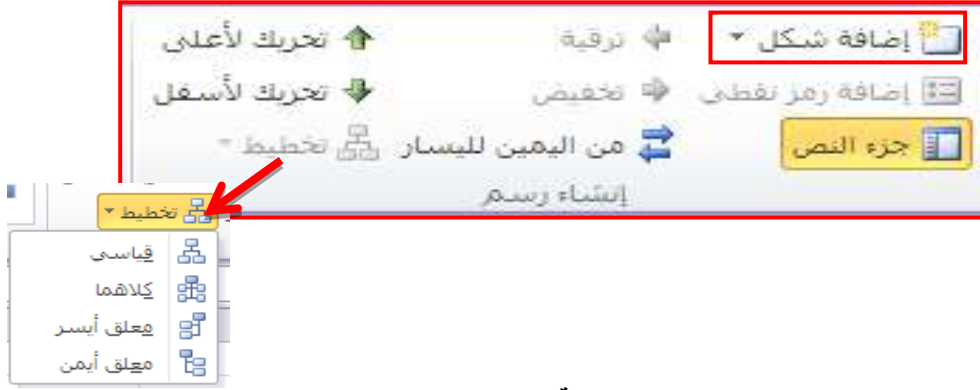 إضافة شكل
ترقية
تحريك لأعلى
إضافة رمز نقطي
تخفيض
تحريك لأسفل
جزء النص
من اليمين لليسار
تخطيط
إنشاء رسم
تخطيط
قياسي
كلاهما
معلق أيسر
معلق أيمن